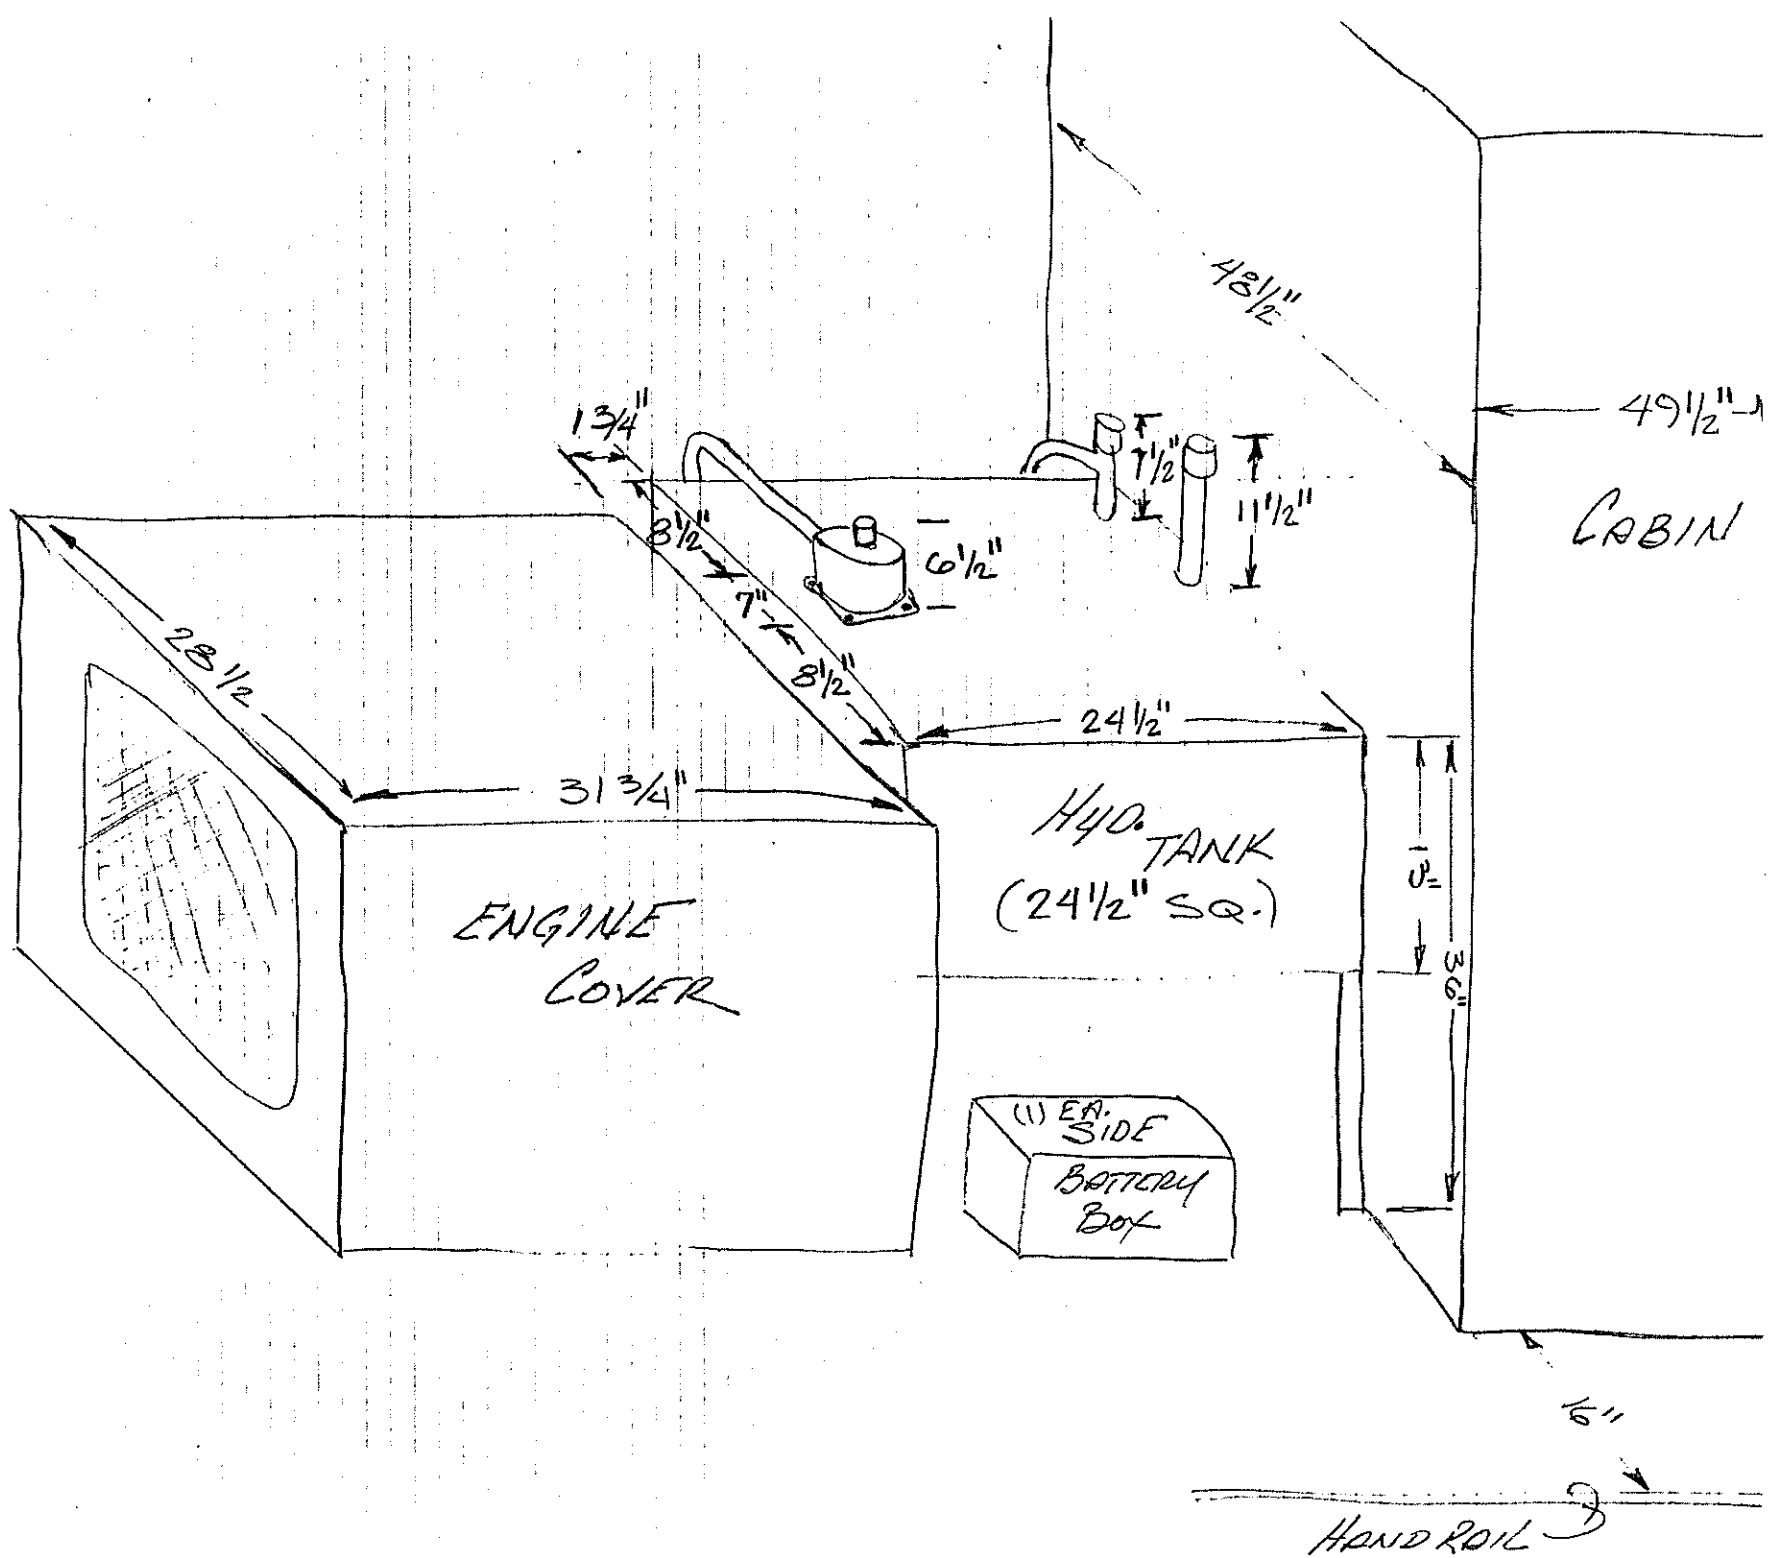 48 1/2"
1 3/4"
49 1/2"
7 1/2"
11 1/2"
8 1/2"
6 1/2"
CABIN
7"
8 1/2"
28 1/2
24 1/2"
31 3/4"
HYD.
TANK
(24 1/2" SQ.)
ENGINE
COVER
36"
(1) EA.
SIDE
BATTERY
BOX
HANDRAIL